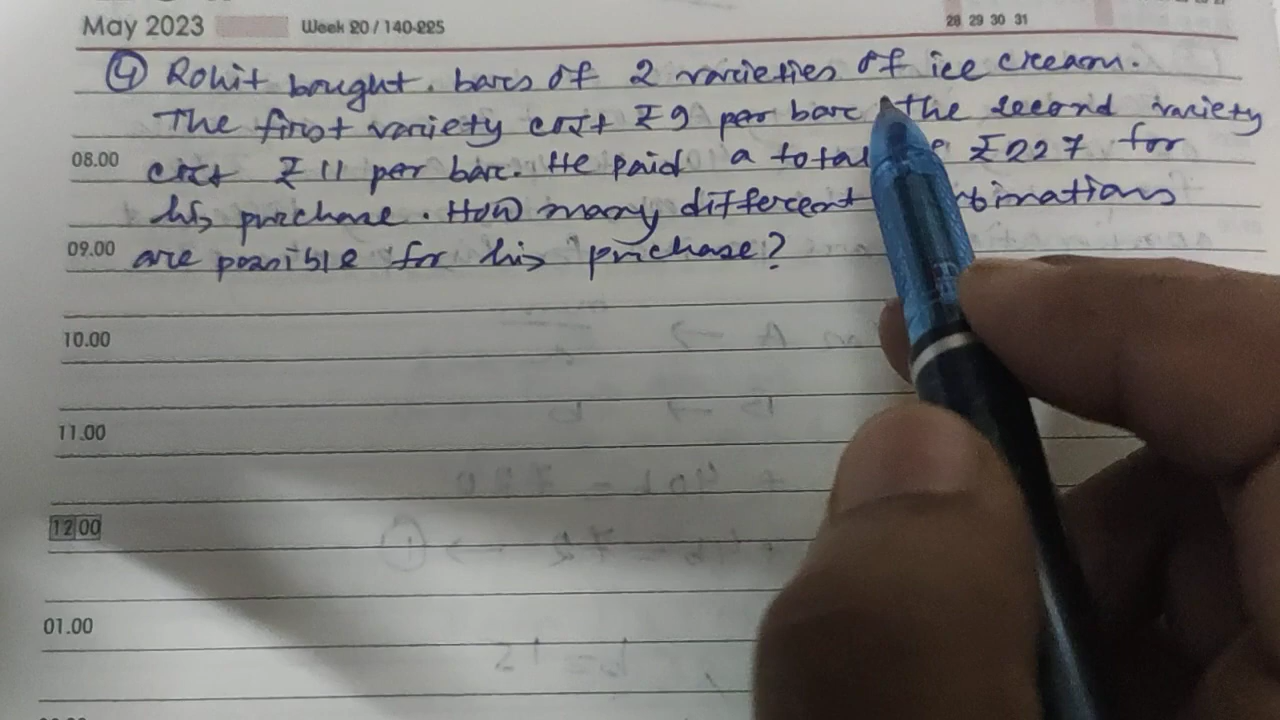 May 2023 Week 20 / 140-225 28 29 30 31
④ Rohit bought. bars of 2 varieties of ice cream.
The first variety cost ₹9 per bar the second variety
08.00 cost ₹11 per bar. He paid a total ₹227 for
his purchase. How many different
09.00 are possible for his purchase?
10.00
11.00
12 00
01.00